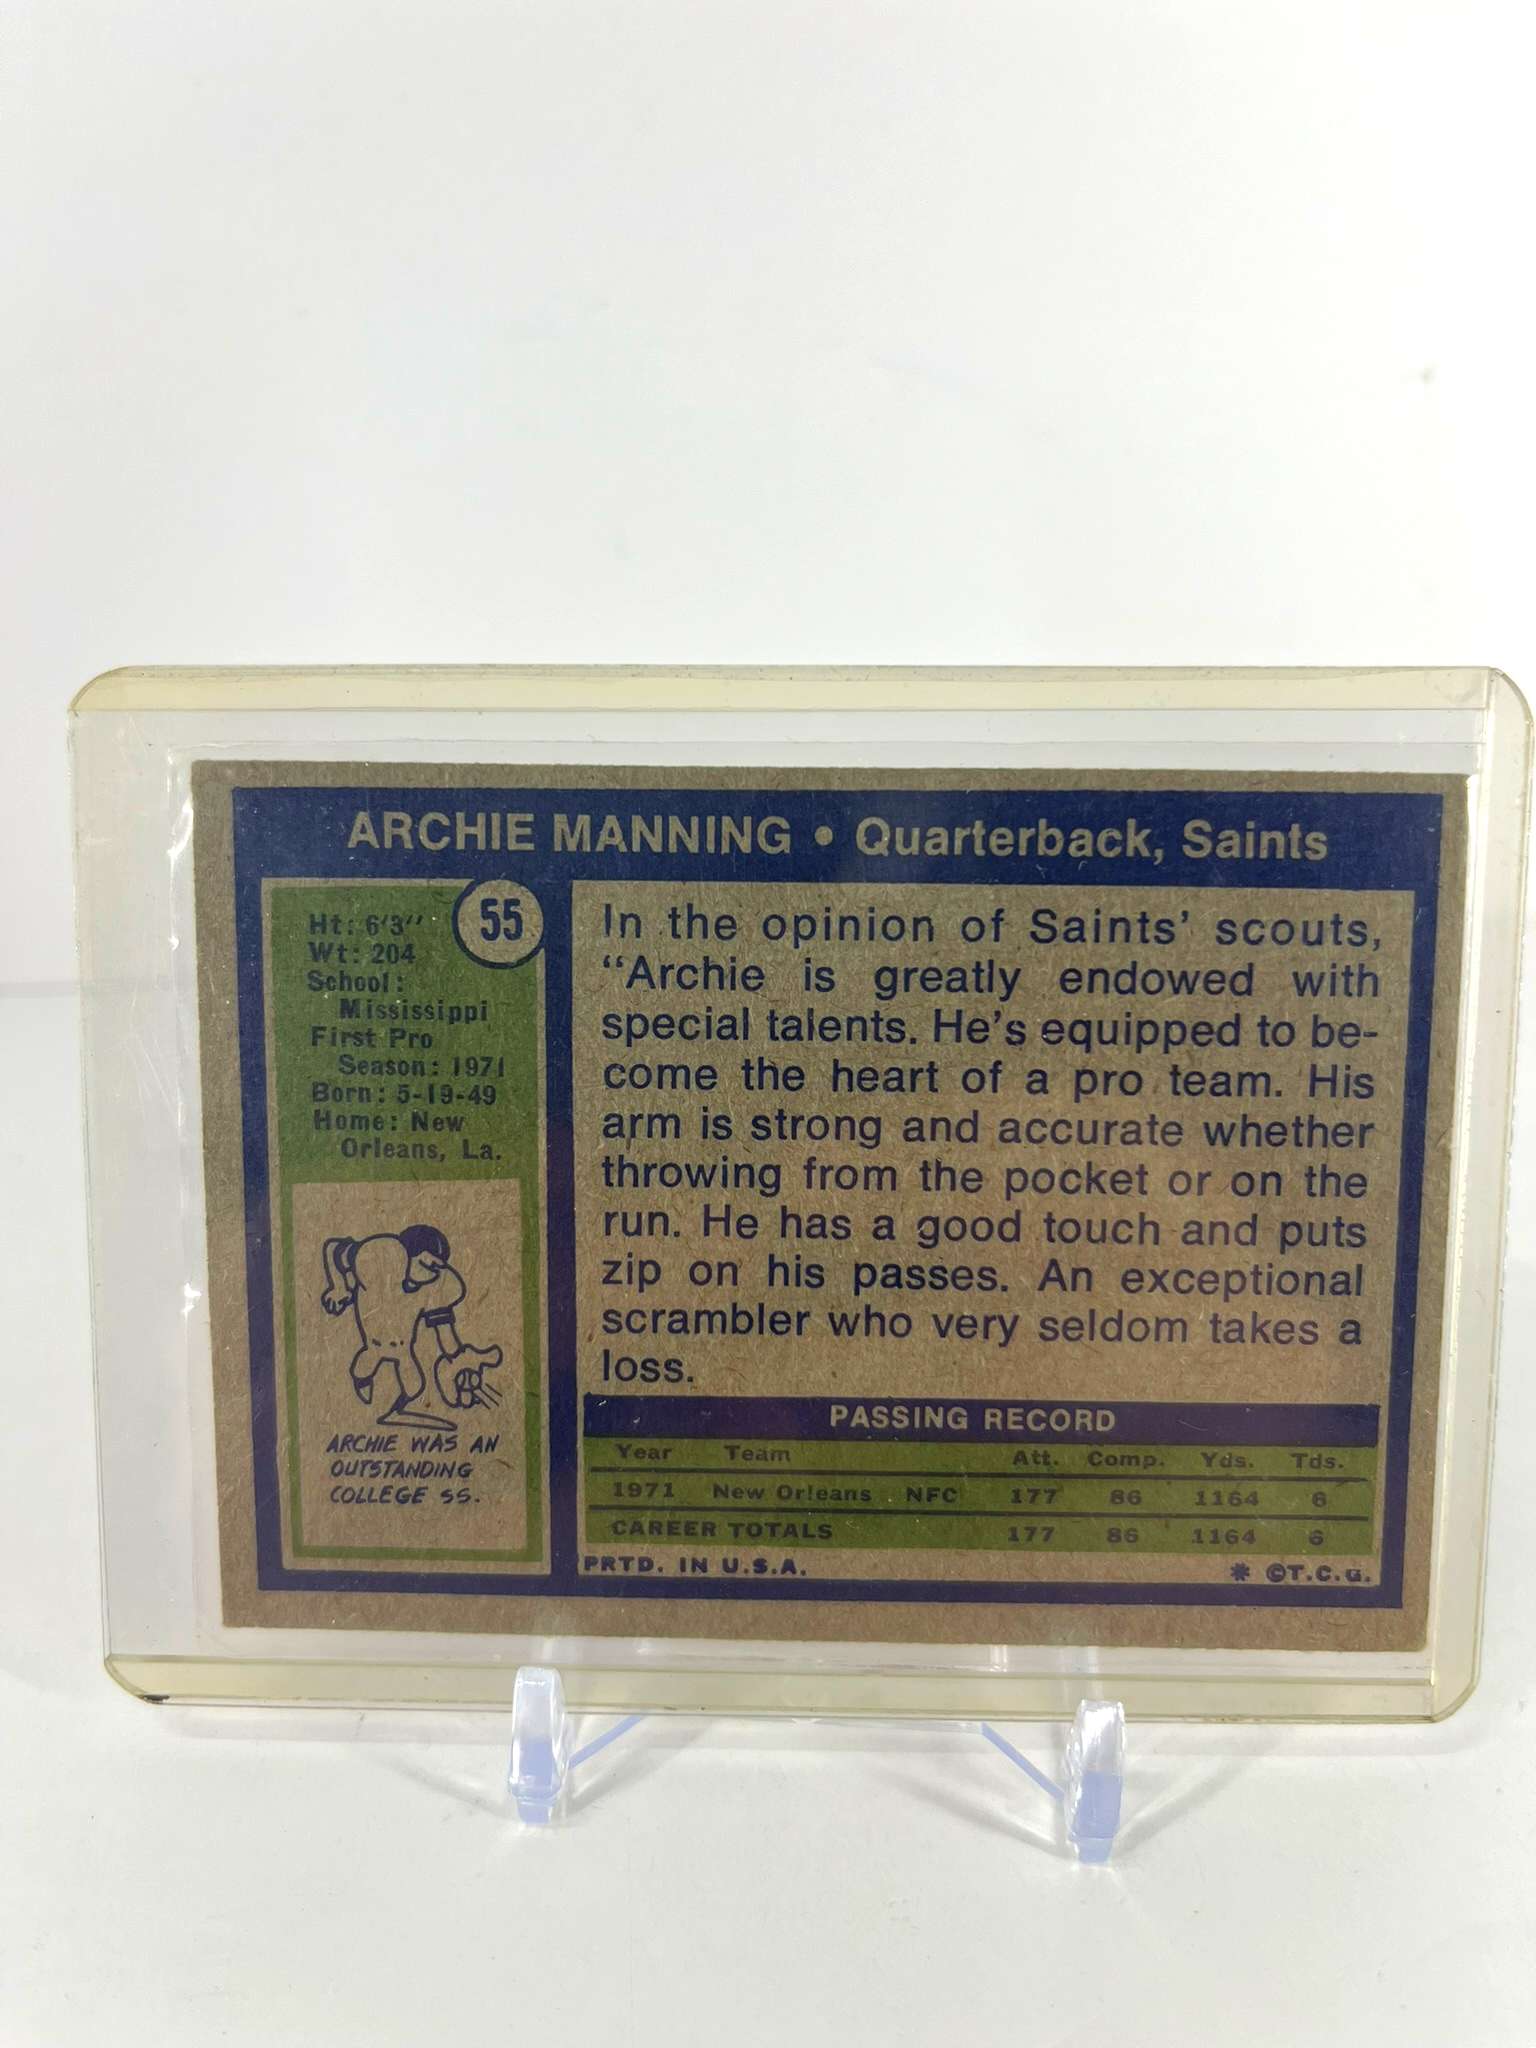 ARCHIE MANNING • Quarterback, Saints
55
Ht: 6'3''
Wt: 204
School:
Mississippi
First Pro
Season: 1971
Born: 5-19-49
Home: New
Orleans, La.
ARCHIE WAS AN
OUTSTANDING
COLLEGE SS.
In the opinion of Saints' scouts,
“Archie is greatly endowed with
special talents. He's equipped to be-
come the heart of a pro team. His
arm is strong and accurate whether
throwing from the pocket or on the
run. He has a good touch and puts
zip on his passes. An exceptional
scrambler who very seldom takes a
loss.
PASSING RECORD
Year Team Att. Comp. Yds. Tds.
1971 New Orleans NFC 177 86 1164 6
CAREER TOTALS 177 86 1164 6
PRTD. IN U.S.A. * ©T.C.G.